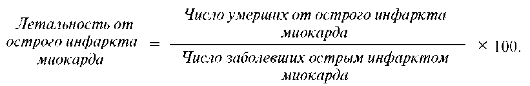 Летальность от
острого инфаркта
миокарда
=
Число умерших от острого инфаркта
миокарда
Число заболевших острым инфарктом
миокарда
× 100.